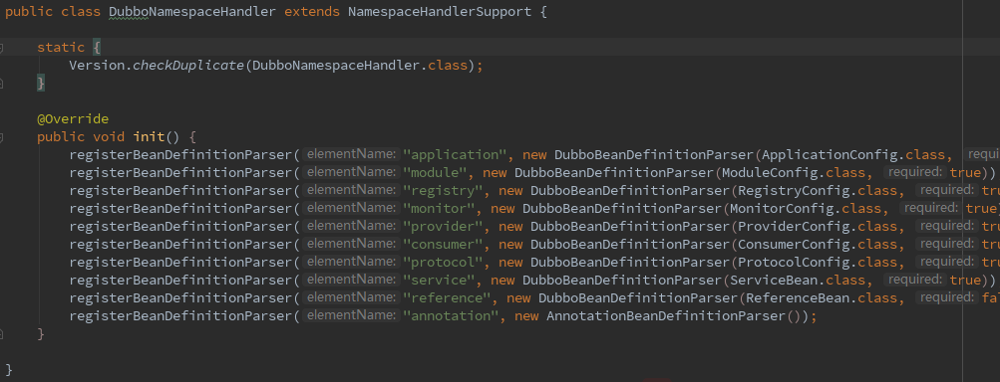 public class DubboNamespaceHandler extends NamespaceHandlerSupport {
static {
Version.checkDuplicate(DubboNamespaceHandler.class);
}
@Override
public void init() {
registerBeanDefinitionParser( elementName: "application", new DubboBeanDefinitionParser(ApplicationConfig.class, requi
registerBeanDefinitionParser( elementName: "module", new DubboBeanDefinitionParser(ModuleConfig.class, required: true))
registerBeanDefinitionParser( elementName: "registry", new DubboBeanDefinitionParser(RegistryConfig.class, required: tru
registerBeanDefinitionParser( elementName: "monitor", new DubboBeanDefinitionParser(MonitorConfig.class, required: true)
registerBeanDefinitionParser( elementName: "provider", new DubboBeanDefinitionParser(ProviderConfig.class, required: tru
registerBeanDefinitionParser( elementName: "consumer", new DubboBeanDefinitionParser(ConsumerConfig.class, required: tru
registerBeanDefinitionParser( elementName: "protocol", new DubboBeanDefinitionParser(ProtocolConfig.class, required: tru
registerBeanDefinitionParser( elementName: "service", new DubboBeanDefinitionParser(ServiceBean.class, required: true))
registerBeanDefinitionParser( elementName: "reference", new DubboBeanDefinitionParser(ReferenceBean.class, required: fal
registerBeanDefinitionParser( elementName: "annotation", new AnnotationBeanDefinitionParser());
}
}